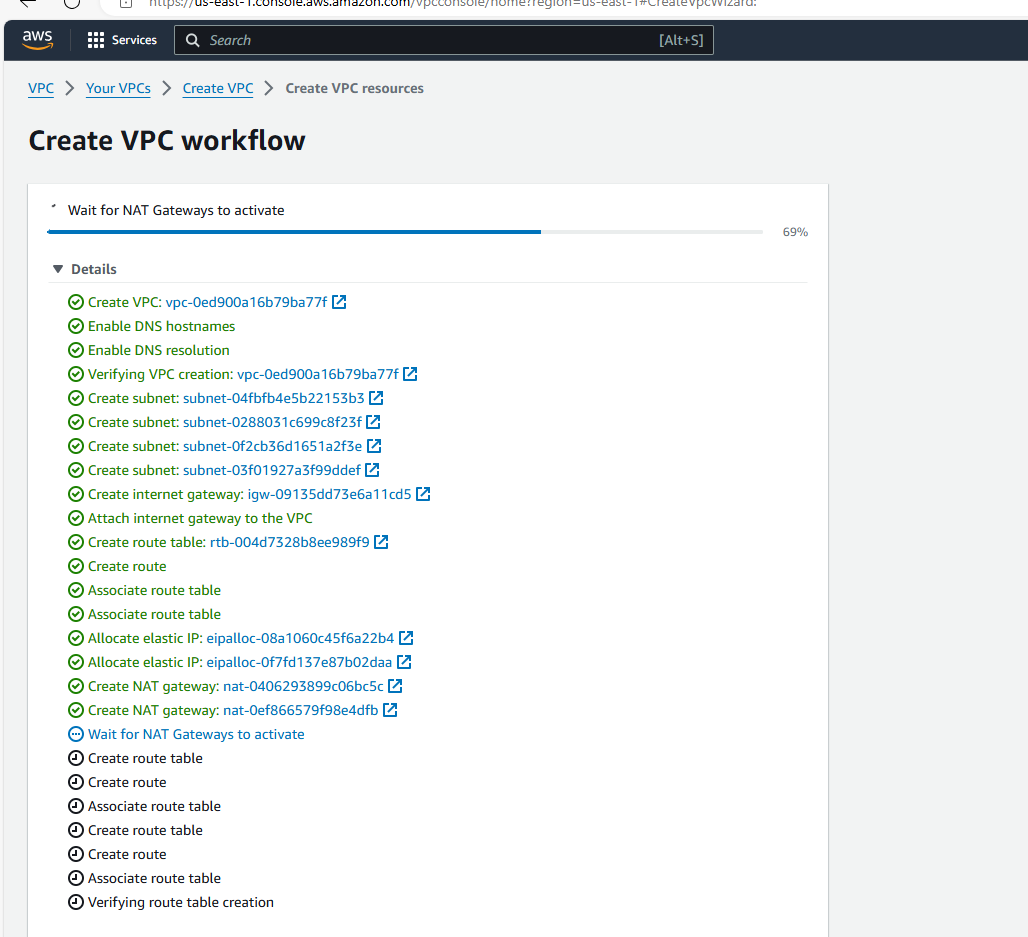 https://us-east-1.console.aws.amazon.com/vpcconsole/home?region=us-east-1#CreateVpcWizard:
aws Services Search [Alt+S]
VPC Your VPCs Create VPC Create VPC resources
Create VPC workflow
Wait for NAT Gateways to activate
69%
Details
Create VPC: vpc-0ed900a16b79ba77f
Enable DNS hostnames
Enable DNS resolution
Verifying VPC creation: vpc-0ed900a16b79ba77f
Create subnet: subnet-04fbfb4e5b22153b3
Create subnet: subnet-0288031c699c8f23f
Create subnet: subnet-0f2cb36d1651a2f3e
Create subnet: subnet-03f01927a3f99ddef
Create internet gateway: igw-09135dd73e6a11cd5
Attach internet gateway to the VPC
Create route table: rtb-004d7328b8ee989f9
Create route
Associate route table
Associate route table
Allocate elastic IP: eipalloc-08a1060c45f6a22b4
Allocate elastic IP: eipalloc-0f7fd137e87b02daa
Create NAT gateway: nat-0406293899c06bc5c
Create NAT gateway: nat-0ef866579f98e4dfb
Wait for NAT Gateways to activate
Create route table
Create route
Associate route table
Create route table
Create route
Associate route table
Verifying route table creation